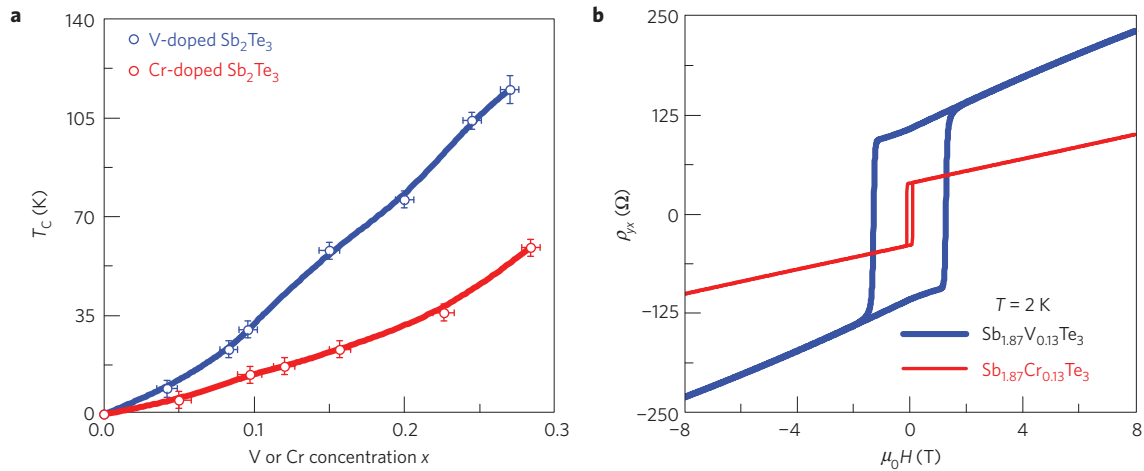 a
140
105
70
35
0
T_C (K)
V-doped Sb₂Te₃
Cr-doped Sb₂Te₃
0.0
0.1
0.2
0.3
V or Cr concentration x
b
250
125
0
−125
−250
ρyx (Ω)
T = 2 K
Sb₁.₈₇V₀.₁₃Te₃
Sb₁.₈₇Cr₀.₁₃Te₃
−8
−4
0
4
8
μ₀H (T)